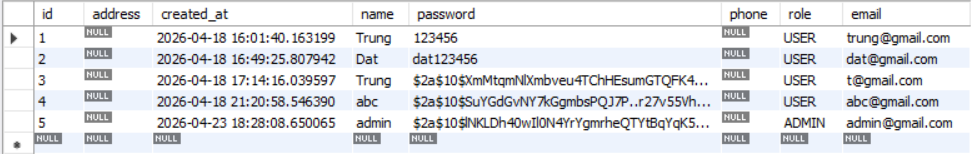 id address created_at name password phone role email
1 NULL 2026-04-18 16:01:40.163199 Trung 123456 NULL USER trung@gmail.com
2 NULL 2026-04-18 16:49:25.807942 Dat dat123456 NULL USER dat@gmail.com
3 NULL 2026-04-18 17:14:16.039597 Trung $2a$10$XmMtqmNlXmbveu4TChHEsumGTQFK4... NULL USER t@gmail.com
4 NULL 2026-04-18 21:20:58.546390 abc $2a$10$SuYGdGvNY7kGgmbsPQJ7P..r27v55Vh... NULL USER abc@gmail.com
5 NULL 2026-04-23 18:28:08.650065 admin $2a$10$lNKLDh40wIl0N4YrYgmrheQTYtBqYqK5... NULL ADMIN admin@gmail.com
NULL NULL NULL NULL NULL NULL NULL NULL